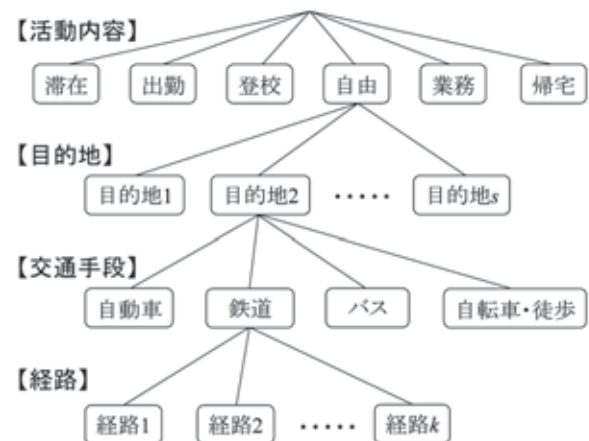 【活動内容】
滞在 出勤 登校 自由 業務 帰宅
【目的地】
目的地1 目的地2 ・・・・・ 目的地s
【交通手段】
自動車 鉄道 バス 自転車・徒歩
【経路】
経路1 経路2 ・・・・・ 経路k